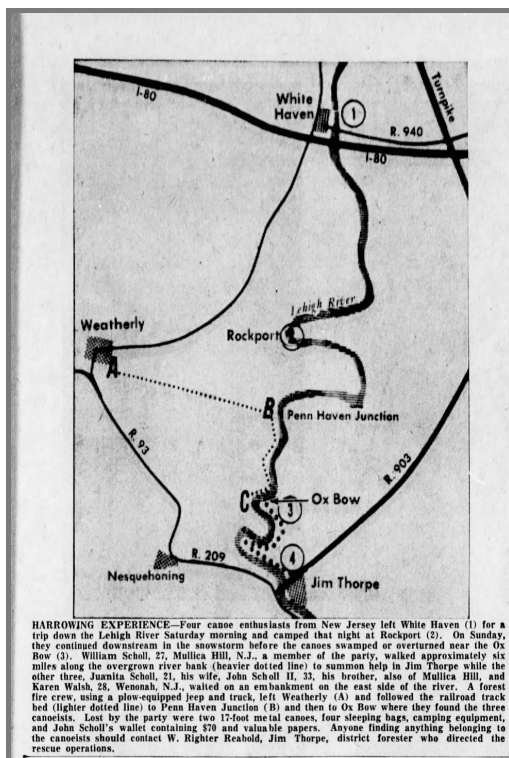 I-80
White
Haven
1
Turnpike
R. 940
I-80
Lehigh River
Rockport
2
Weatherly
A
B
Penn Haven Junction
R. 93
R. 903
C
Ox Bow
3
4
R. 209
Nesquehoning
Jim Thorpe
HARROWING EXPERIENCE—Four canoe enthusiasts from New Jersey left White Haven (1) for a
trip down the Lehigh River Saturday morning and camped that night at Rockport (2). On Sunday,
they continued downstream in the snowstorm before the canoes swamped or overturned near the Ox
Bow (3). William Scholl, 27, Mullica Hill, N.J., a member of the party, walked approximately six
miles along the overgrown river bank (heavier dotted line) to summon help in Jim Thorpe while the
other three, Juanita Scholl, 21, his wife, John Scholl II, 33, his brother, also of Mullica Hill, and
Karen Walsh, 28, Wenonah, N.J., waited on an embankment on the east side of the river. A forest
fire crew, using a plow-equipped jeep and truck, left Weatherly (A) and followed the railroad track
bed (lighter dotted line) to Penn Haven Junction (B) and then to Ox Bow where they found the three
canoeists. Lost by the party were two 17-foot metal canoes, four sleeping bags, camping equipment,
and John Scholl's wallet containing $70 and valuable papers. Anyone finding anything belonging to
the canoeists should contact W. Righter Reabold, Jim Thorpe, district forester who directed the
rescue operations.